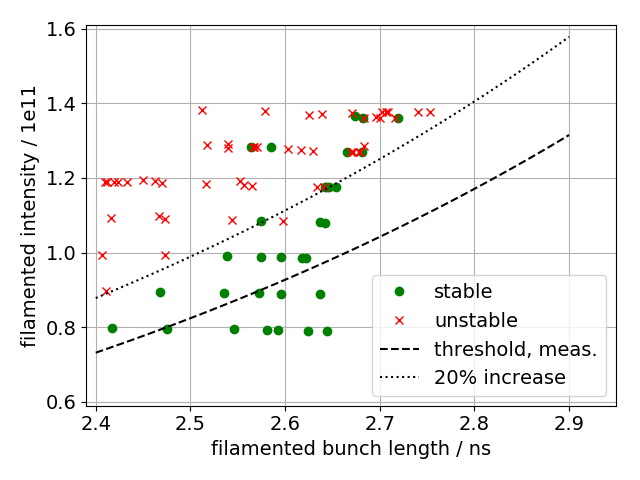 filamented intensity / 1e11
1.6
1.4
1.2
1.0
0.8
0.6
stable
unstable
threshold, meas.
20% increase
2.4 2.5 2.6 2.7 2.8 2.9
filamented bunch length / ns